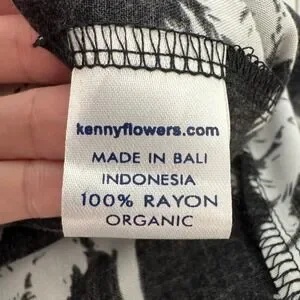 kennyflowers.com
MADE IN BALI
INDONESIA
100% RAYON
ORGANIC